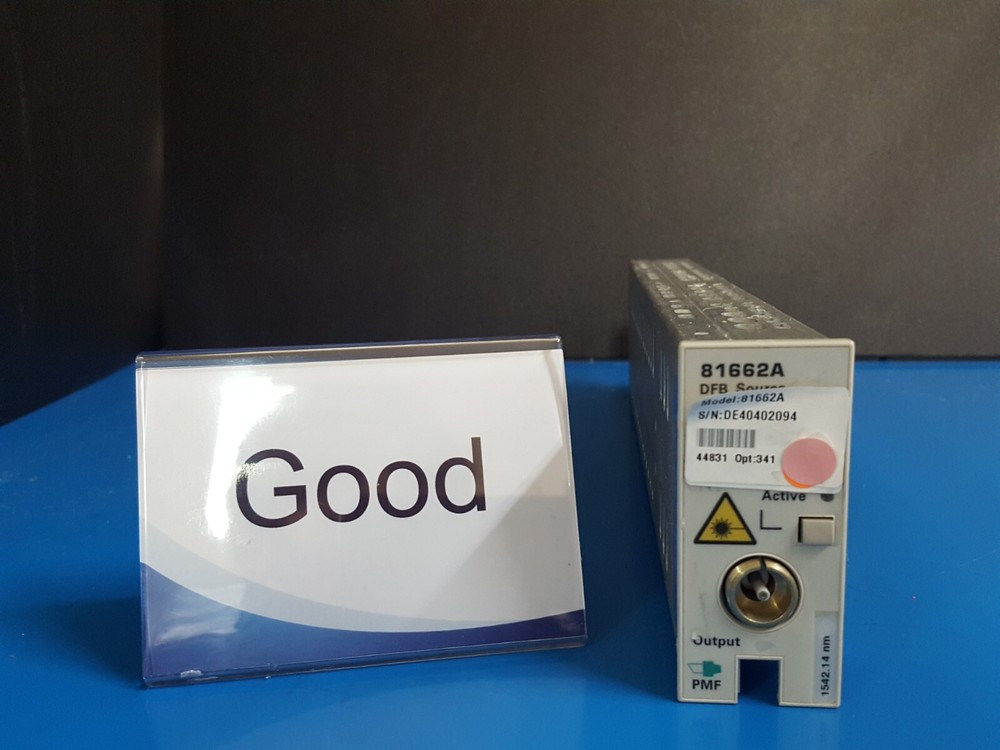 Good
81662A
DFB Source
Model:81662A
S/N:DE40402094
44831 Opt:341
Active
Output
PMF
1542.14 nm